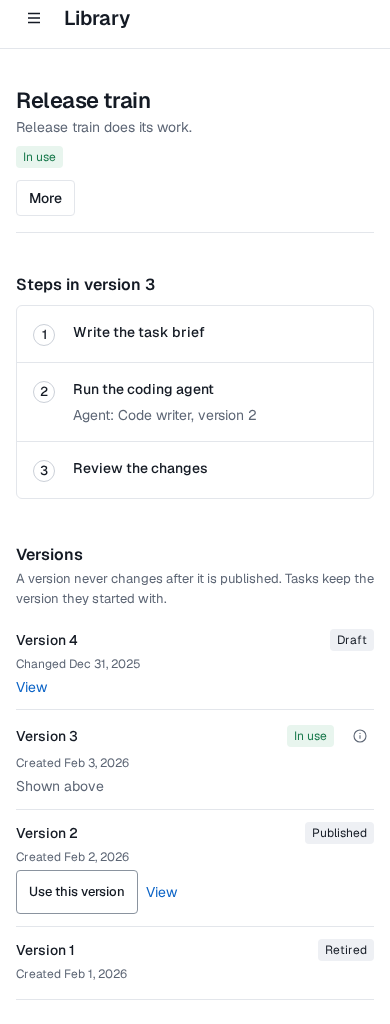 Library
Release train
Release train does its work.
In use
More
Steps in version 3
1 Write the task brief
2 Run the coding agent
Agent: Code writer, version 2
3 Review the changes
Versions
A version never changes after it is published. Tasks keep the
version they started with.
Version 4 Draft
Changed Dec 31, 2025
View
Version 3 In use
Created Feb 3, 2026
Shown above
Version 2 Published
Created Feb 2, 2026
Use this version View
Version 1 Retired
Created Feb 1, 2026